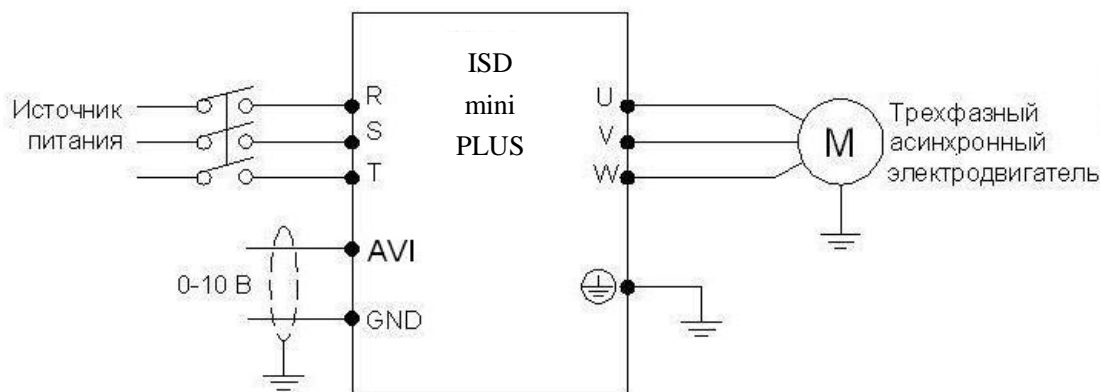 ISD
mini
PLUS
Источник
питания
R
S
T
U
V
W
M
Трехфазный
асинхронный
электродвигатель
AVI
0-10 В
GND